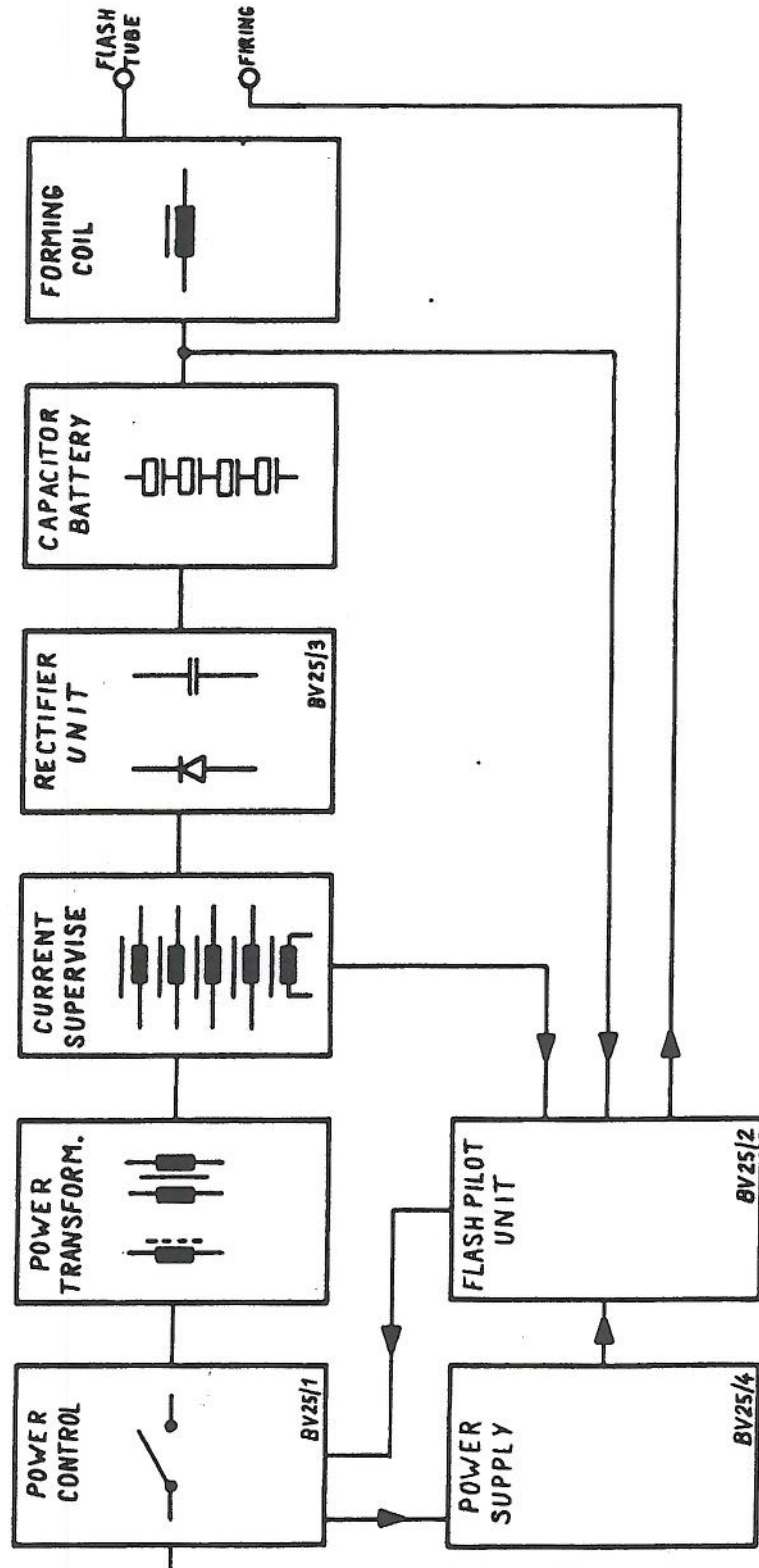 POWER
CONTROL
BV25/1
POWER
TRANSFORM.
CURRENT
SUPERVISE
RECTIFIER
UNIT
BV25/3
CAPACITOR
BATTERY
FORMING
COIL
FLASH
TUBE
FIRING
POWER
SUPPLY
BV25/4
FLASH PILOT
UNIT
BV25/2